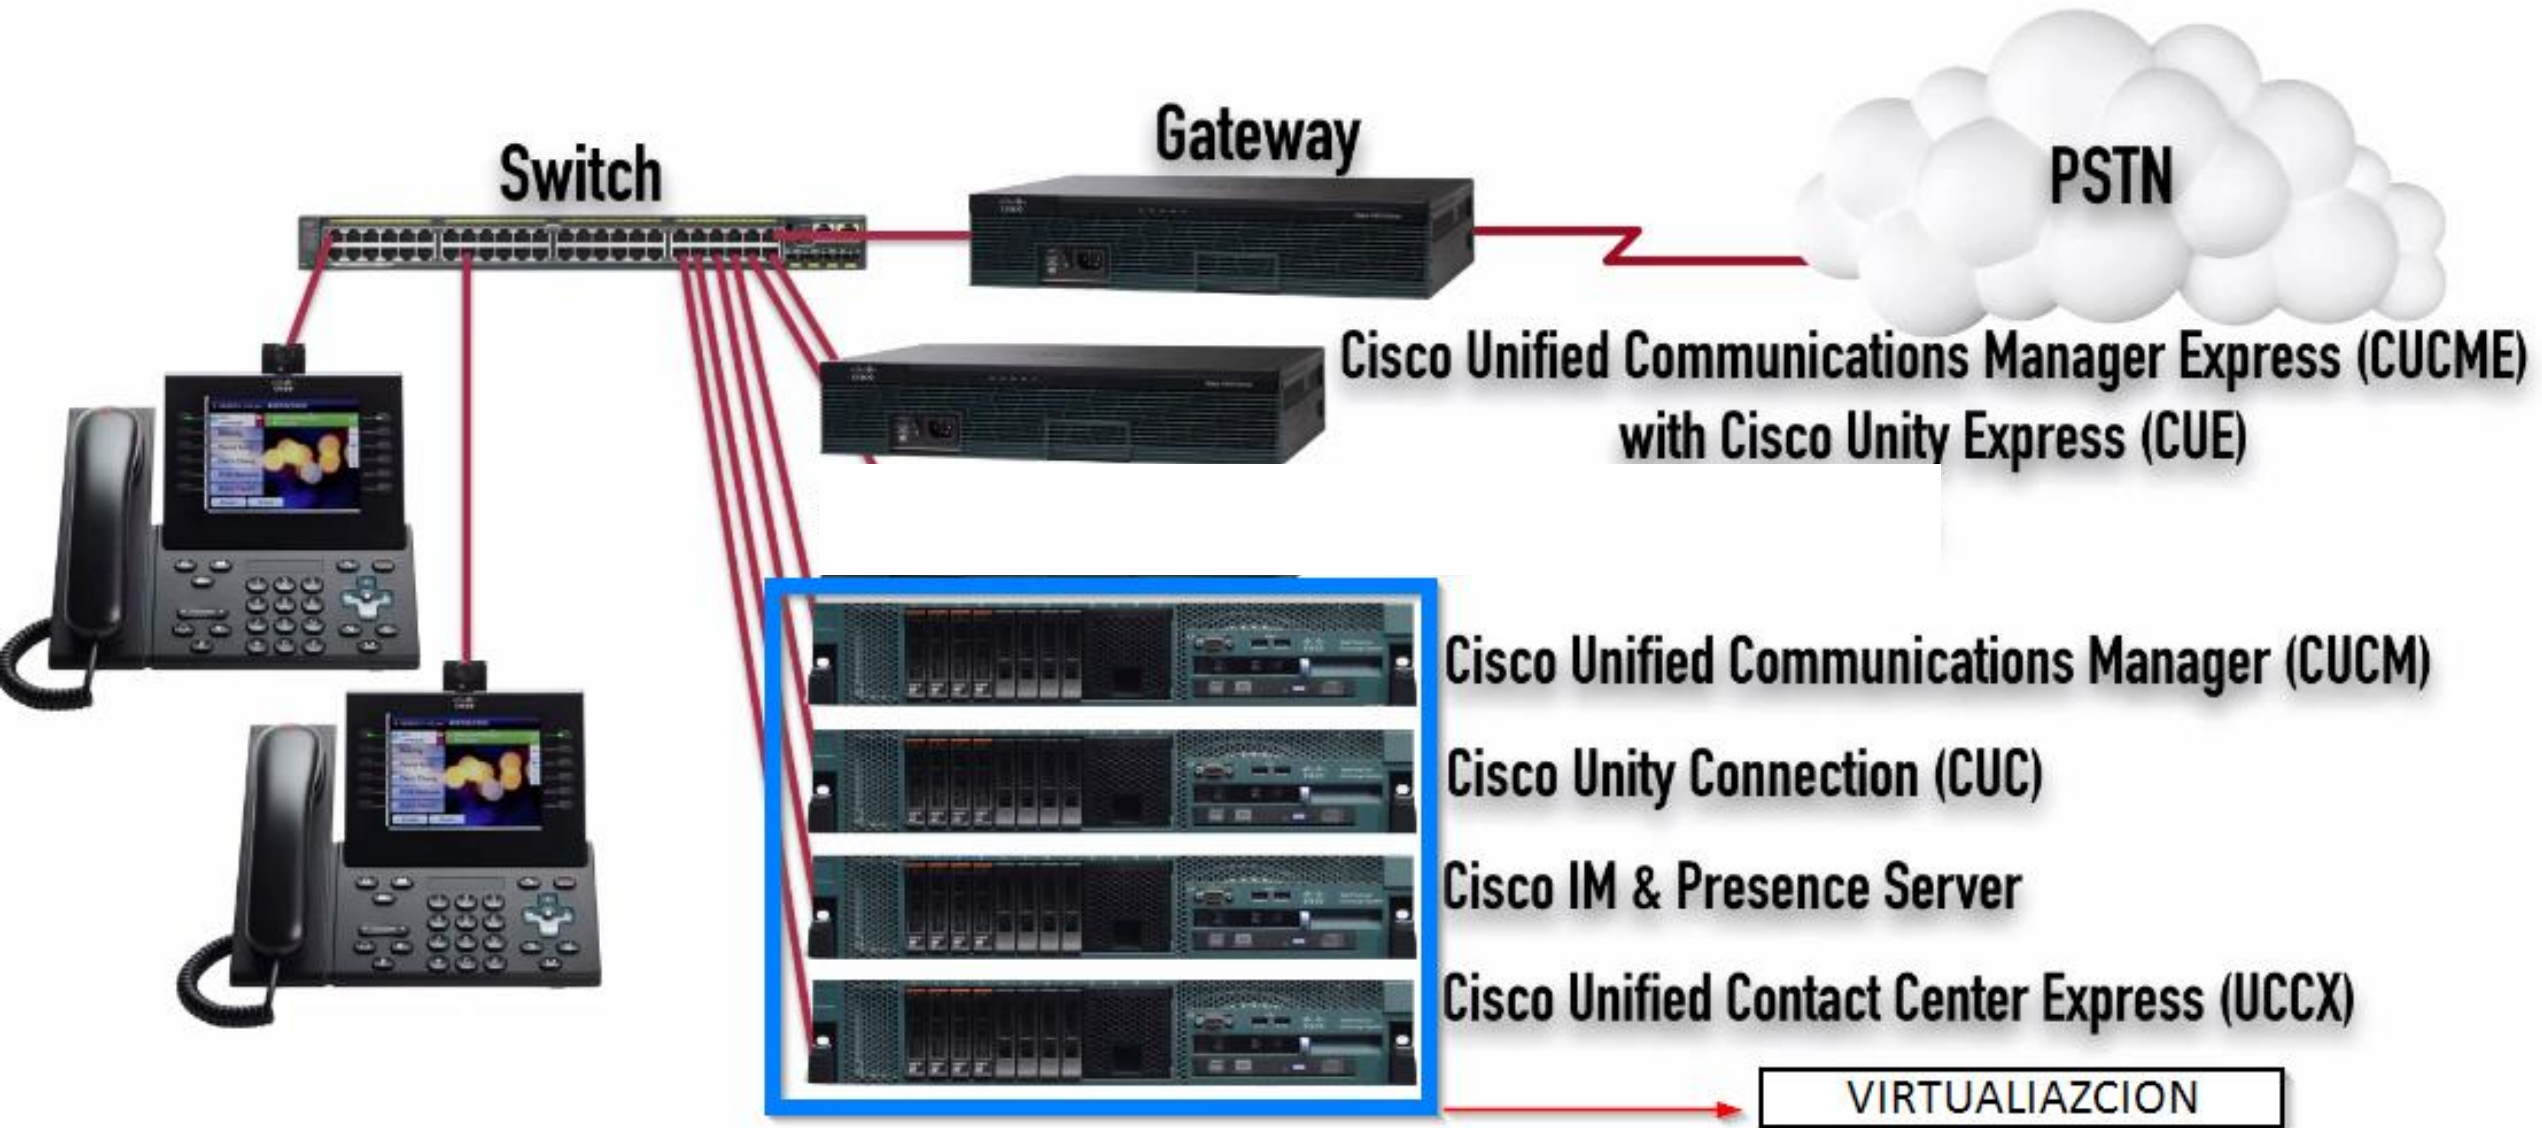 Switch
Gateway
PSTN
Cisco Unified Communications Manager Express (CUCME)
with Cisco Unity Express (CUE)
Cisco Unified Communications Manager (CUCM)
Cisco Unity Connection (CUC)
Cisco IM & Presence Server
Cisco Unified Contact Center Express (UCCX)
VIRTUALIAZCION